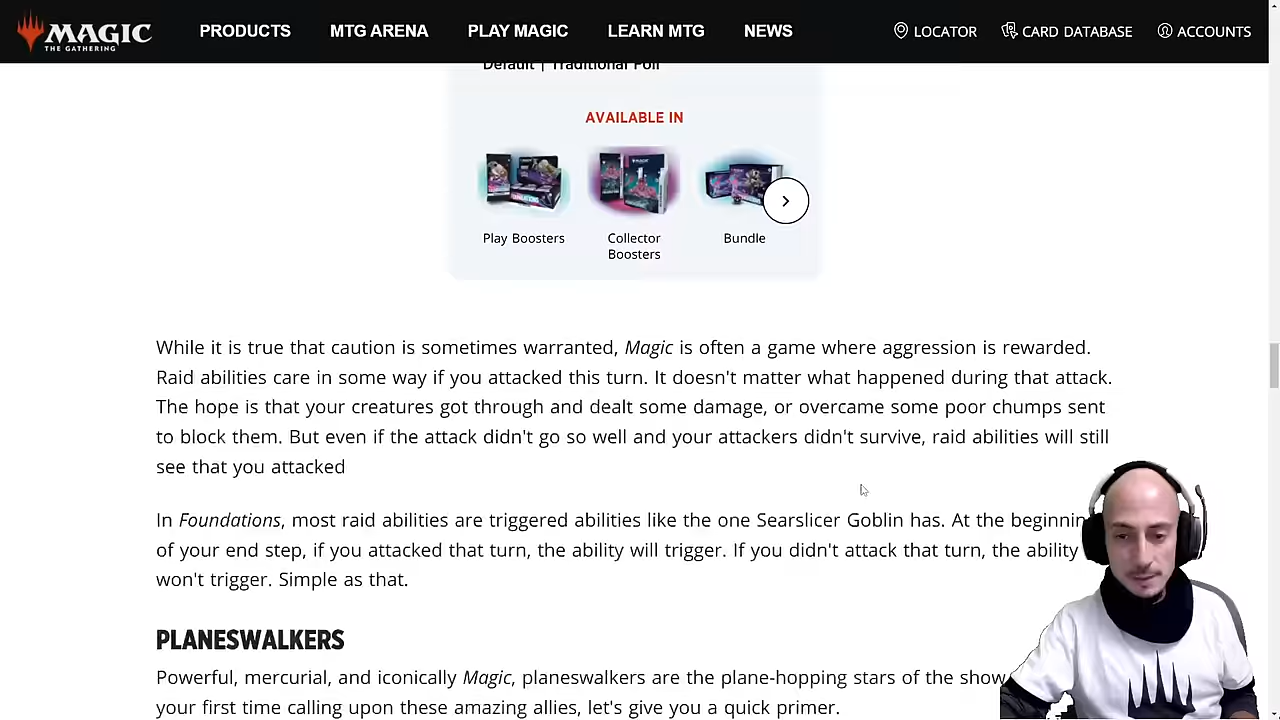 MAGIC
THE GATHERING
PRODUCTS
MTG ARENA
PLAY MAGIC
LEARN MTG
NEWS
LOCATOR
CARD DATABASE
ACCOUNTS
Default | Traditional Foil
AVAILABLE IN
Play Boosters
Collector
Boosters
Bundle
While it is true that caution is sometimes warranted, Magic is often a game where aggression is rewarded.
Raid abilities care in some way if you attacked this turn. It doesn't matter what happened during that attack.
The hope is that your creatures got through and dealt some damage, or overcame some poor chumps sent
to block them. But even if the attack didn't go so well and your attackers didn't survive, raid abilities will still
see that you attacked
In Foundations, most raid abilities are triggered abilities like the one Searslicer Goblin has. At the beginnin
of your end step, if you attacked that turn, the ability will trigger. If you didn't attack that turn, the ability
won't trigger. Simple as that.
PLANESWALKERS
Powerful, mercurial, and iconically Magic, planeswalkers are the plane-hopping stars of the show
your first time calling upon these amazing allies, let's give you a quick primer.